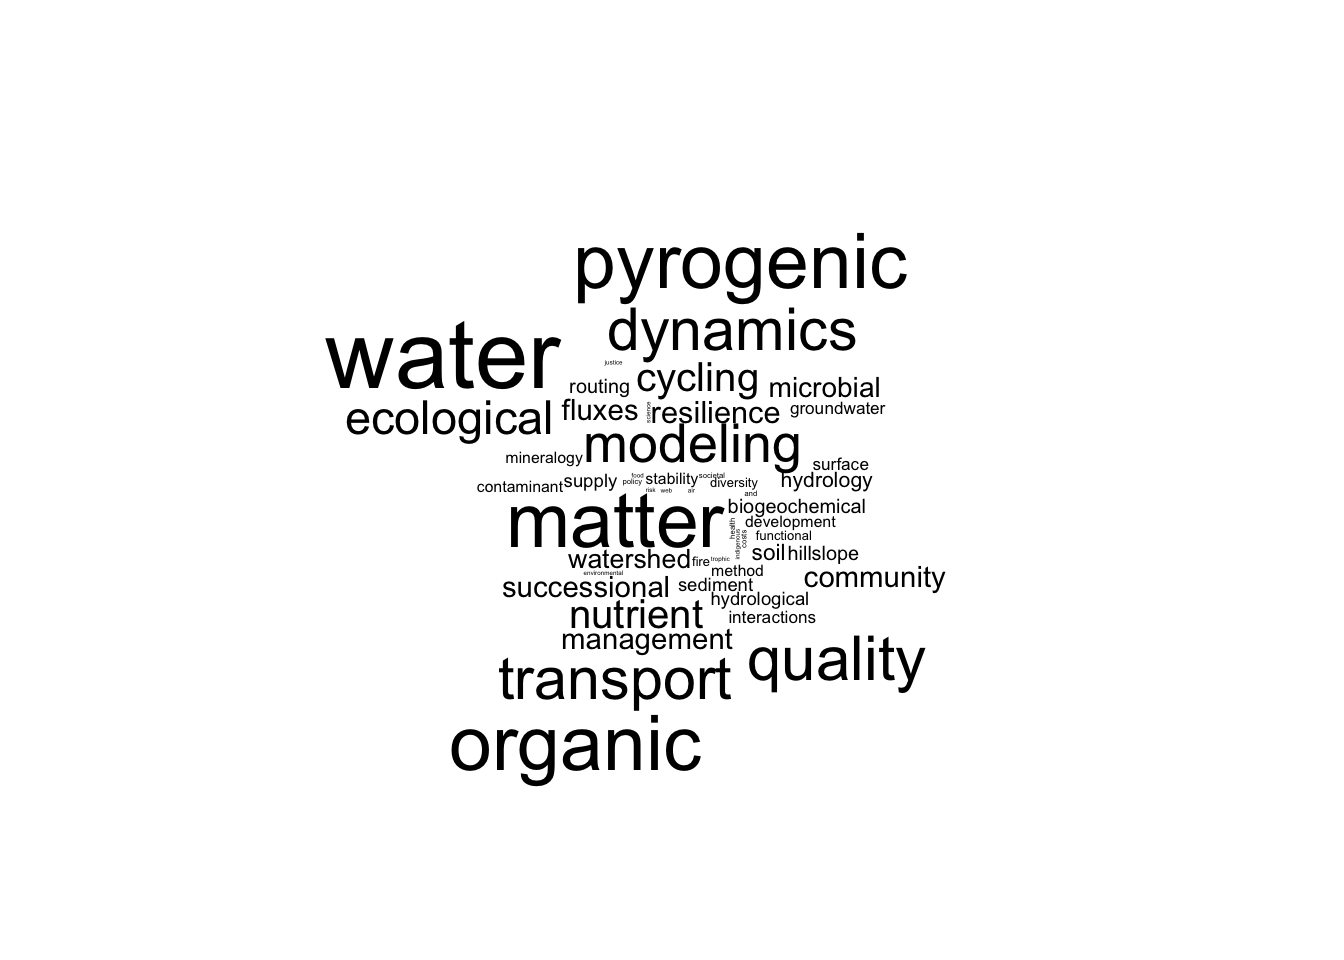 pyrogenic
dynamics
water
justice
routing cycling microbial
ecological fluxes science resilience groundwater
modeling
mineralogy surface
contaminant supply policy food stability societal diversity hydrology
risk web air and
matter biogeochemical
health development
indigenous costs functional
watershed fire trophic soil hillslope
environmental method community
successional sediment
nutrient hydrological
interactions
management
transport quality
organic